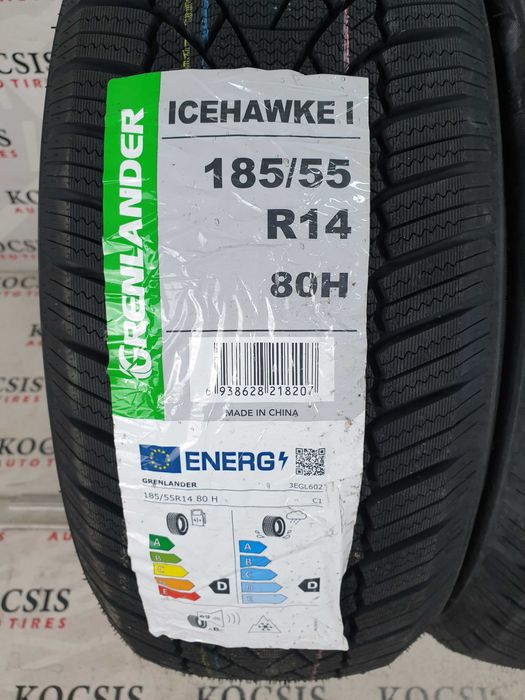 GRENLANDER
ICEHAWKE I
185/55
R14
80H
6 938628 218207
MADE IN CHINA
ENERG
GRENLANDER
3EGL602
185/55R14 80 H
C1
A
B
C
D
E
D
A
B
C
D
E
D
KOCSIS
AUTO TIRES